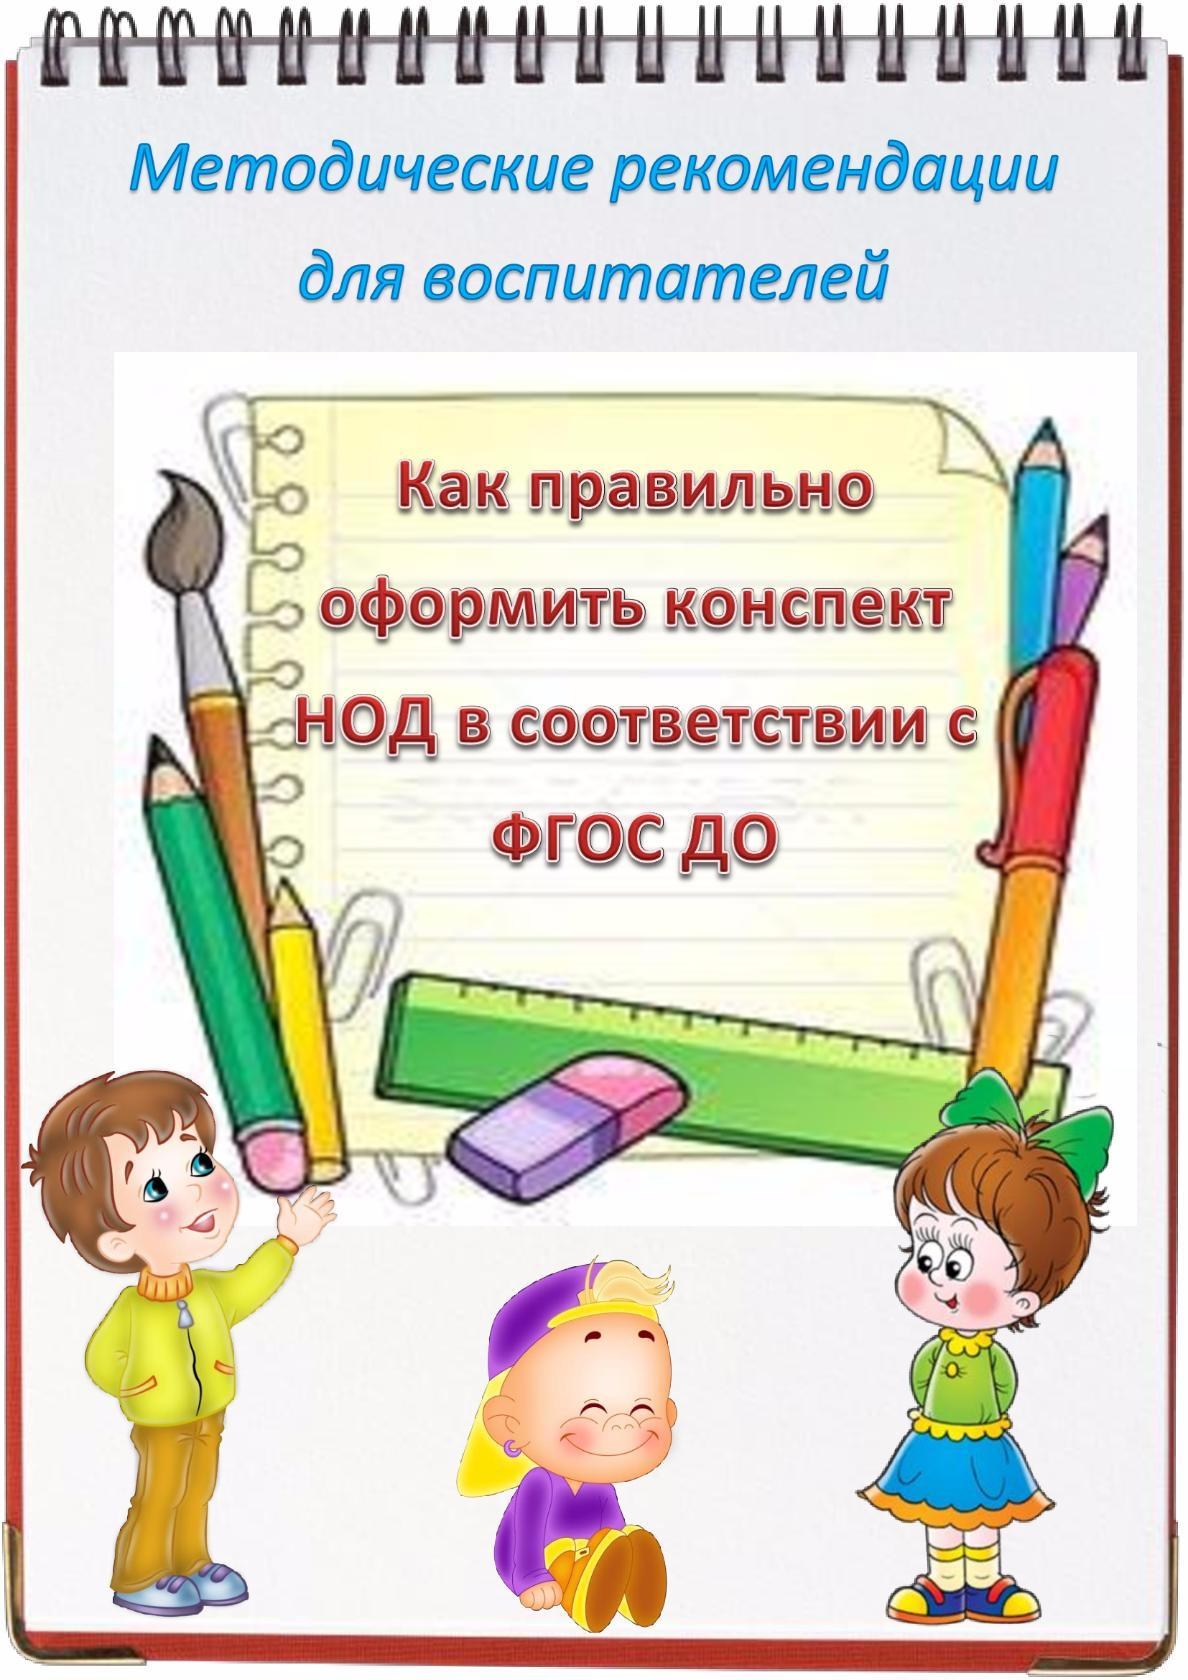 Методические рекомендации
для воспитателей
Как правильно
оформить конспект
НОД в соответствии с
ФГОС ДО